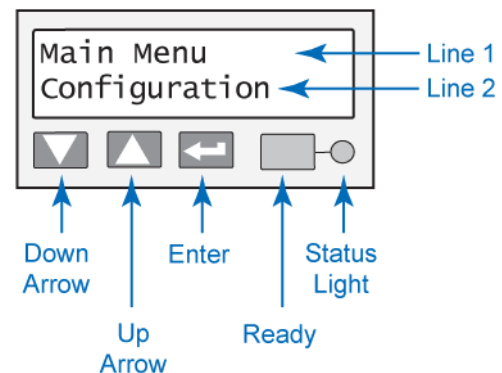 Main Menu
Line 1
Configuration
Line 2
Down
Arrow
Up
Arrow
Enter
Ready
Status
Light